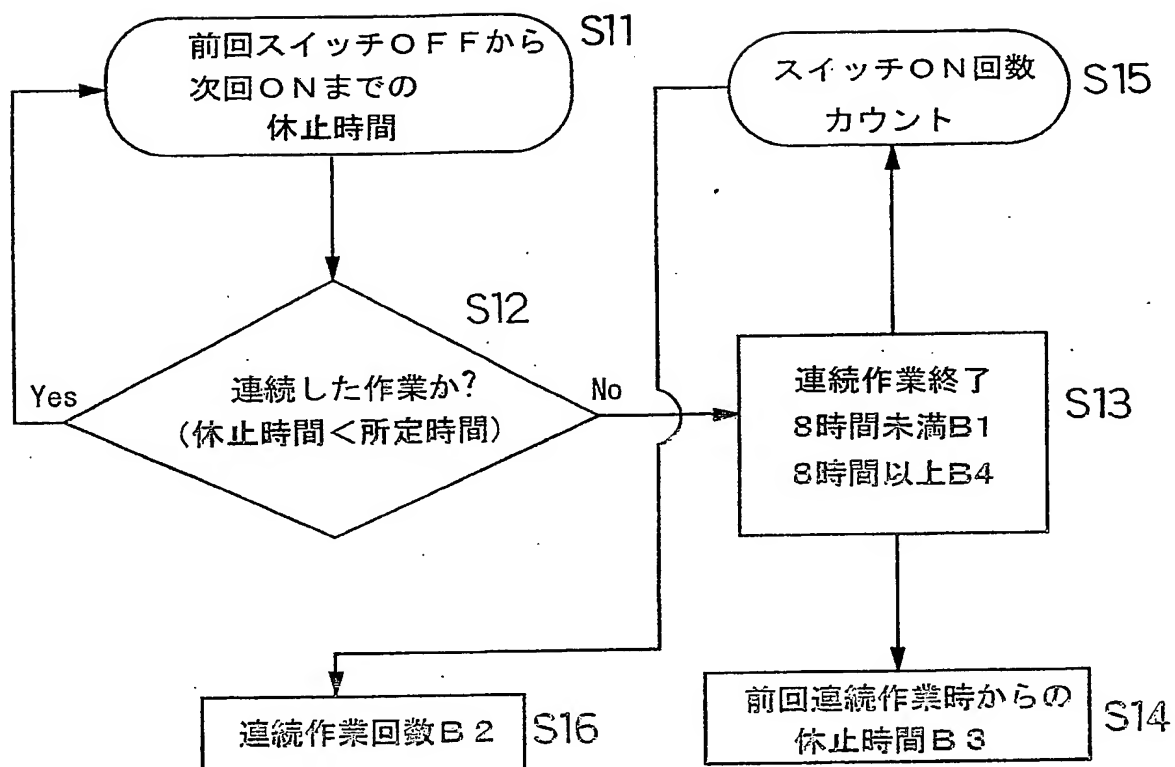 前回スイッチOFFから
次回ONまでの
休止時間
S11
スイッチON回数
カウント
S15
S12
連続した作業か?
(休止時間<所定時間)
Yes
No
連続作業終了
8時間未満B1
8時間以上B4
S13
連続作業回数B2
S16
前回連続作業時からの
休止時間B3
S14